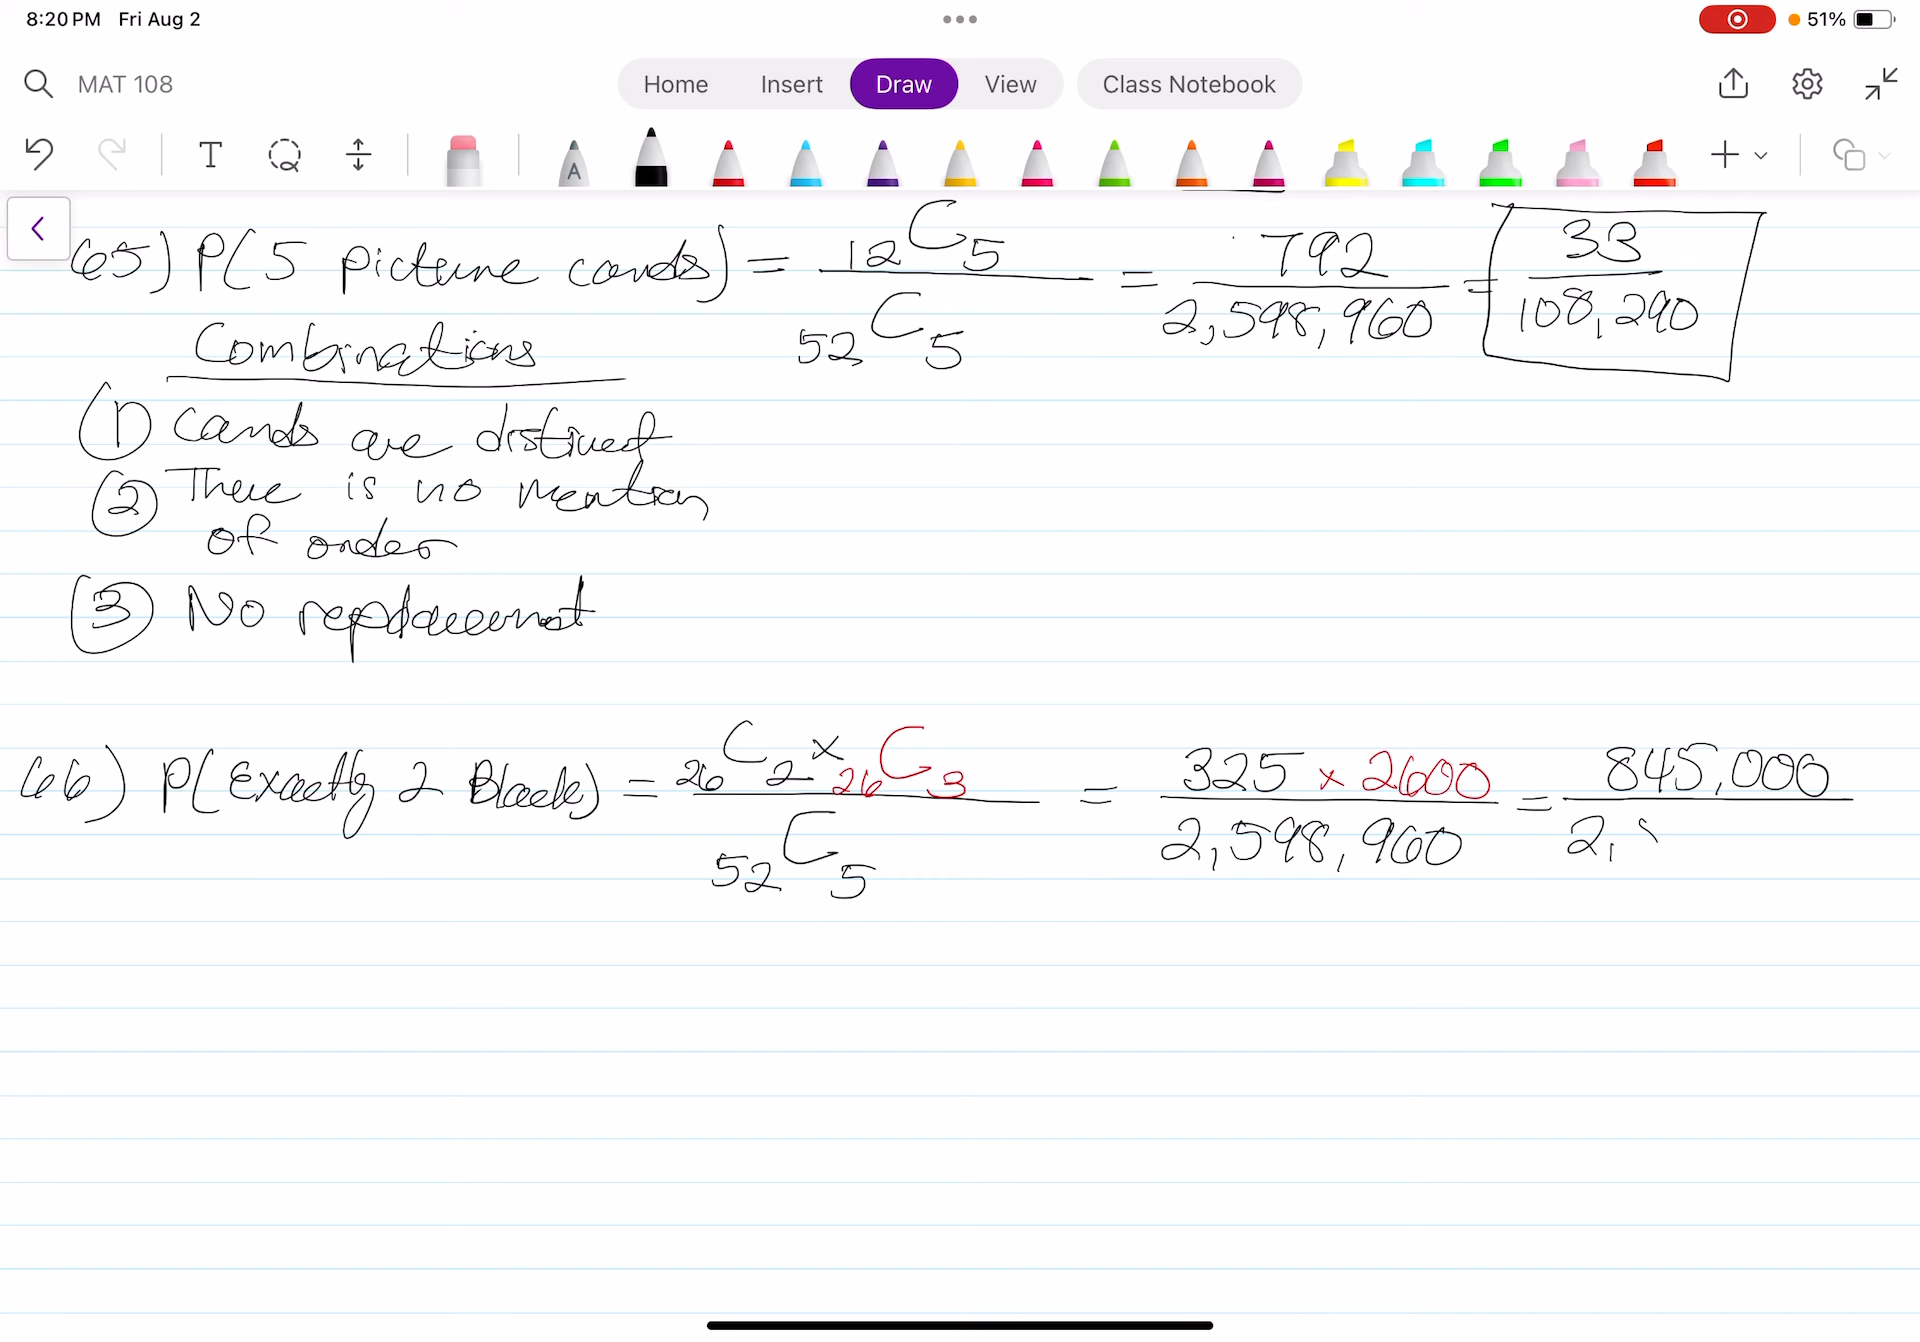 8:20 PM Fri Aug 2
51%
MAT 108
Home Insert Draw View Class Notebook
T A
65) P(5 picture cards) = 12C5 / 52C5 = 792 / 2,598,960 = 33 / 108,290
Combinations
① Cards are distinct
② There is no mention
of order
③ No replacement
66) P(Exactly 2 Black) = 26C2 × 26C3 / 52C5 = 325 × 2600 / 2,598,960 = 845,000 / 2,